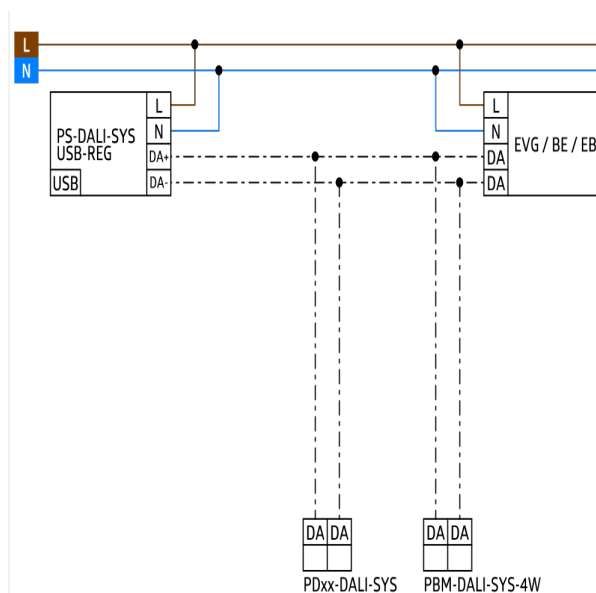 L
N
PS-DALI-SYS
USB-REG
USB
L
N
DA+
DA-
L
N
DA
DA
EVG / BE / EB
DA DA
PDxx-DALI-SYS
DA DA
PBM-DALI-SYS-4W